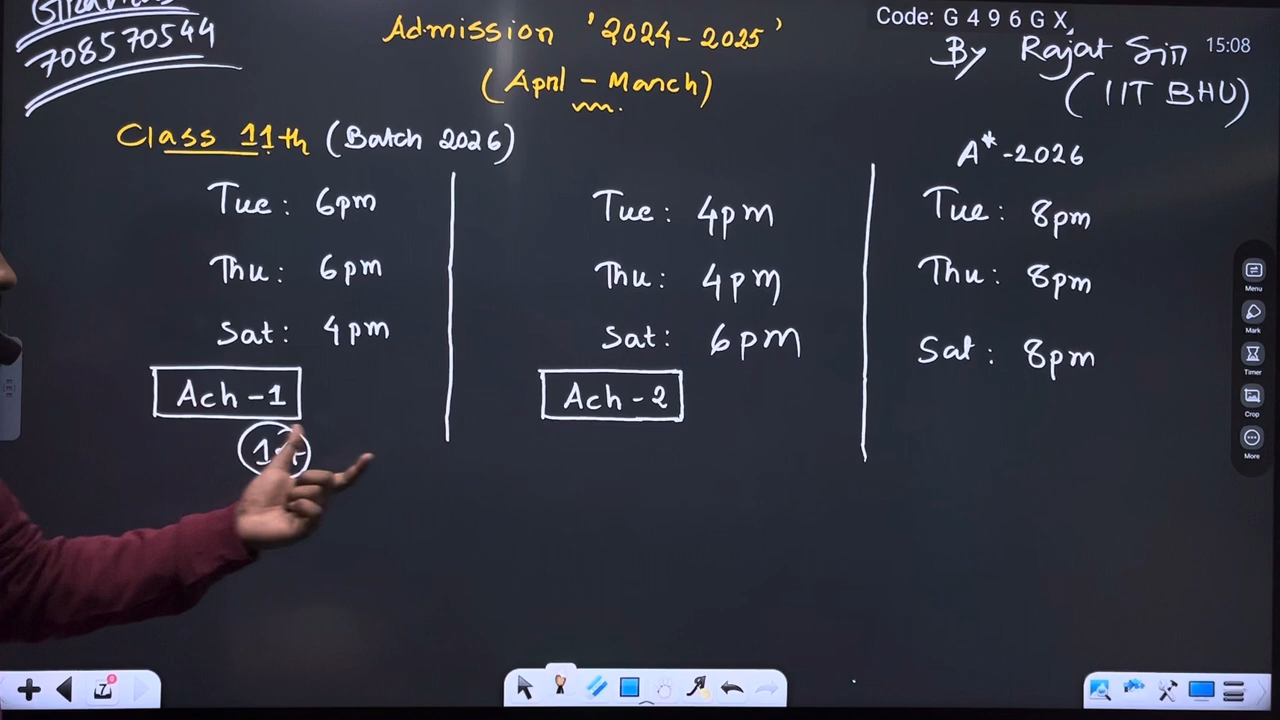 708570544
Admission '2024-2025'
(April - March)
Code: G 4 9 6 G X
15:08
By Rajat Sir
(IIT BHU)
Class 11th (Batch 2026)
Tue: 6pm
Thu: 6pm
Sat: 4pm
Ach-1
Tue: 4pm
Thu: 4pm
Sat: 6pm
Ach-2
A*-2026
Tue: 8pm
Thu: 8pm
Sat: 8pm
Menu
Mark
Timer
Crop
More
7